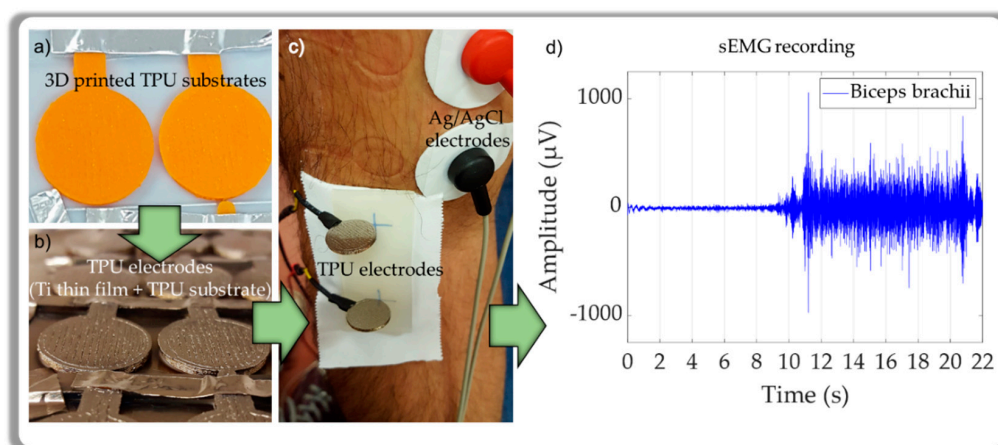 a)
3D printed TPU substrates
b)
TPU electrodes
(Ti thin film + TPU substrate)
c)
Ag/AgCl
electrodes
TPU electrodes
d)
sEMG recording
Biceps brachii
Amplitude (µV)
1000
0
-1000
0 2 4 6 8 10 12 14 16 18 20 22
Time (s)